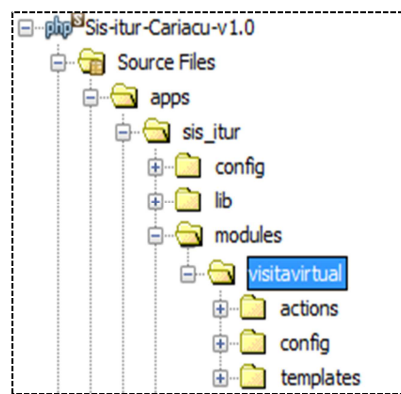 php S Sis-itur-Cariacu-v1.0
Source Files
apps
sis_itur
config
lib
modules
visitavirtual
actions
config
templates